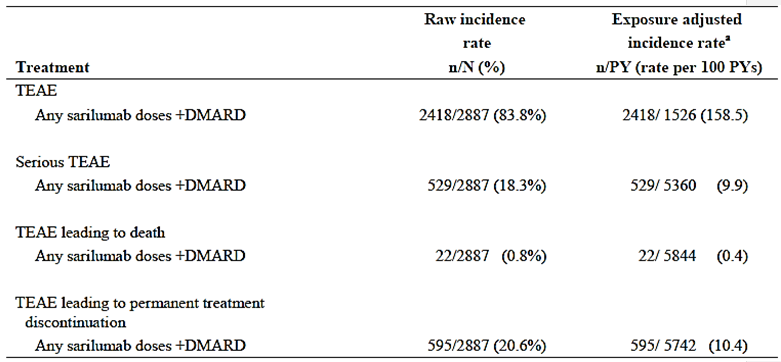 Raw incidence Exposure adjusted
rate incidence rateᵃ
Treatment n/N (%) n/PY (rate per 100 PYs)
TEAE
Any sarilumab doses +DMARD 2418/2887 (83.8%) 2418/ 1526 (158.5)
Serious TEAE
Any sarilumab doses +DMARD 529/2887 (18.3%) 529/ 5360 (9.9)
TEAE leading to death
Any sarilumab doses +DMARD 22/2887 (0.8%) 22/ 5844 (0.4)
TEAE leading to permanent treatment
discontinuation
Any sarilumab doses +DMARD 595/2887 (20.6%) 595/ 5742 (10.4)